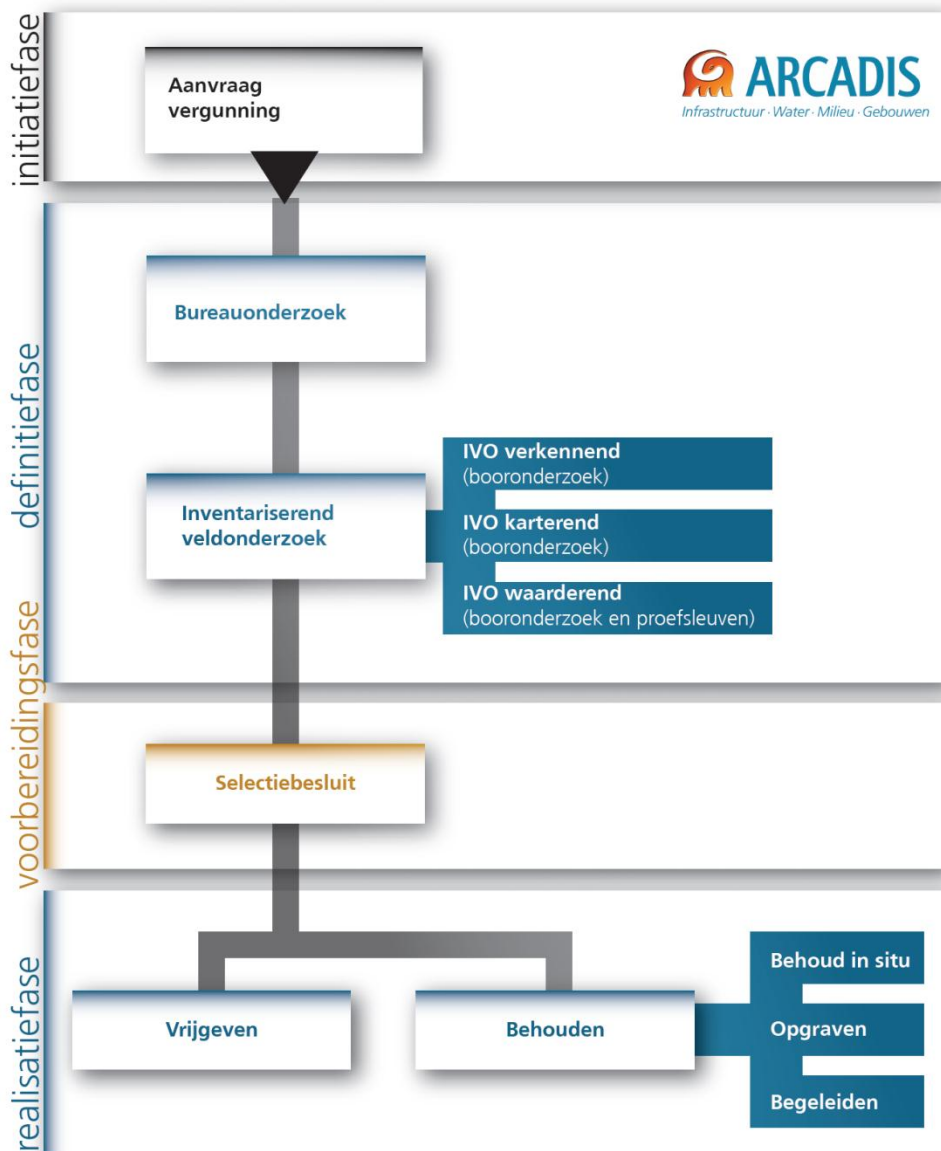 initiatiefase
Aanvraag
vergunning
ARCADIS
Infrastructuur · Water · Milieu · Gebouwen
definitiefase
Bureauonderzoek
Inventariserend
veldonderzoek
IVO verkennend
(booronderzoek)
IVO karterend
(booronderzoek)
IVO waarderend
(booronderzoek en proefsleuven)
voorbereidingsfase
Selectiebesluit
realisatiefase
Vrijgeven
Behouden
Behoud in situ
Opgraven
Begeleiden